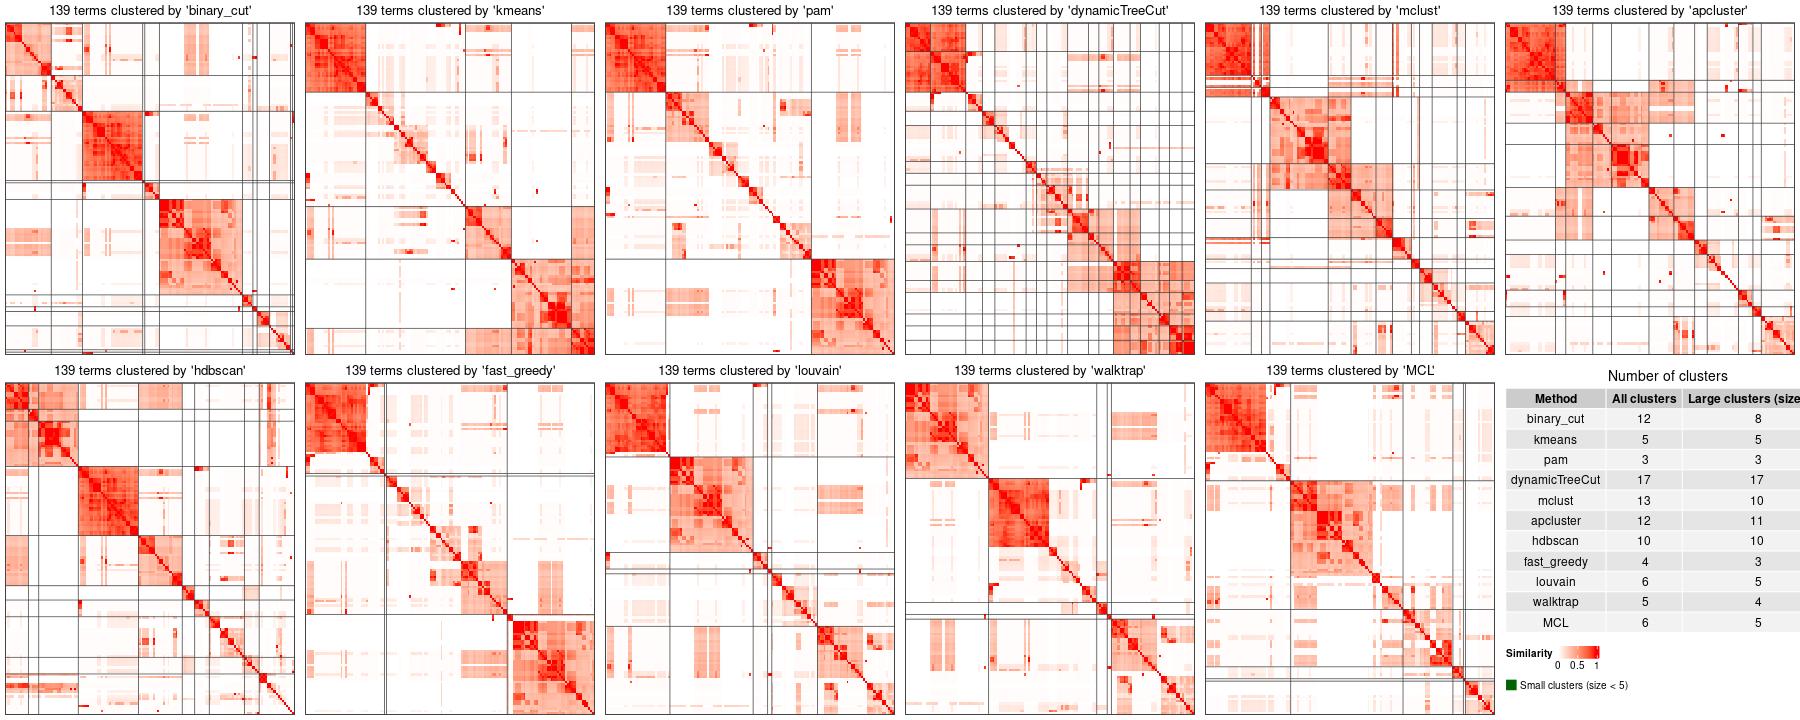 139 terms clustered by 'binary_cut'
139 terms clustered by 'kmeans'
139 terms clustered by 'pam'
139 terms clustered by 'dynamicTreeCut'
139 terms clustered by 'mclust'
139 terms clustered by 'apcluster'
139 terms clustered by 'hdbscan'
139 terms clustered by 'fast_greedy'
139 terms clustered by 'louvain'
139 terms clustered by 'walktrap'
139 terms clustered by 'MCL'
Number of clusters
Method All clusters Large clusters (size
binary_cut 12 8
kmeans 5 5
pam 3 3
dynamicTreeCut 17 17
mclust 13 10
apcluster 12 11
hdbscan 10 10
fast_greedy 4 3
louvain 6 5
walktrap 5 4
MCL 6 5
Similarity
0 0.5 1
Small clusters (size < 5)